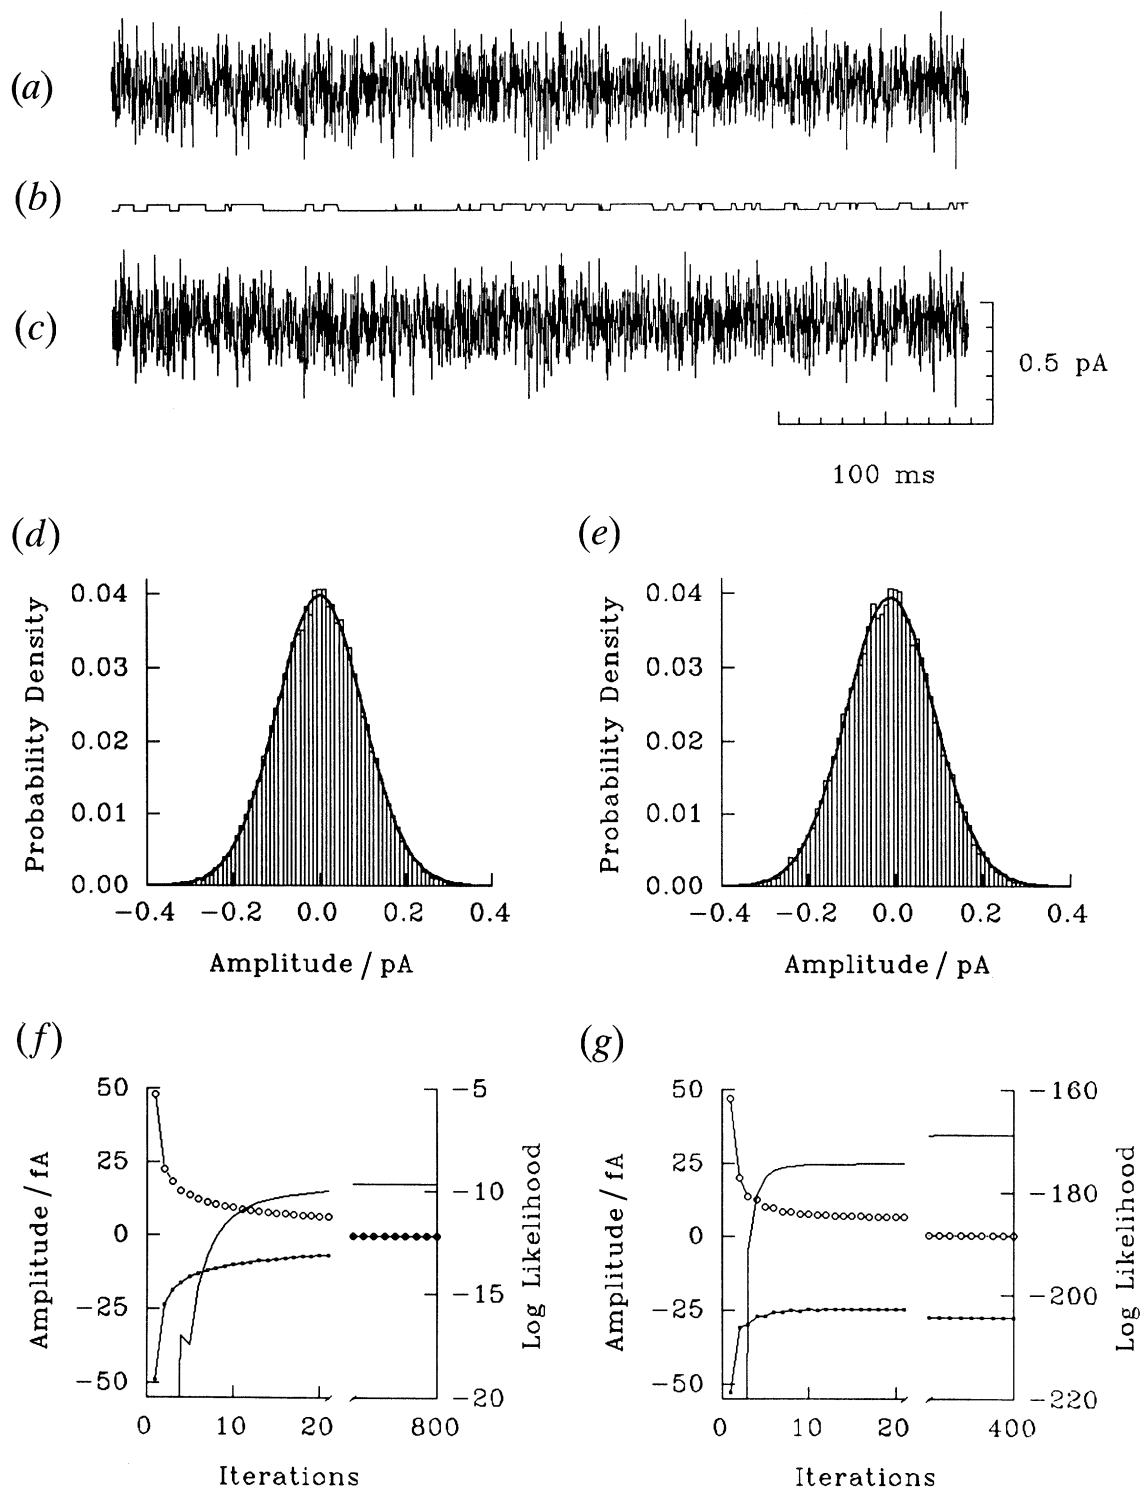 (a)
(b)
(c)
0.5 pA
100 ms
(d)
(e)
Probability Density
0.04
0.03
0.02
0.01
0.00
−0.4 −0.2 0.0 0.2 0.4
Amplitude / pA
Probability Density
0.04
0.03
0.02
0.01
0.00
−0.4 −0.2 0.0 0.2 0.4
Amplitude / pA
(f)
(g)
Amplitude / fA
50
25
0
−25
−50
−5
−10
−15
−20
Log Likelihood
0 10 20 800
Iterations
Amplitude / fA
50
25
0
−25
−50
−160
−180
−200
−220
Log Likelihood
0 10 20 400
Iterations